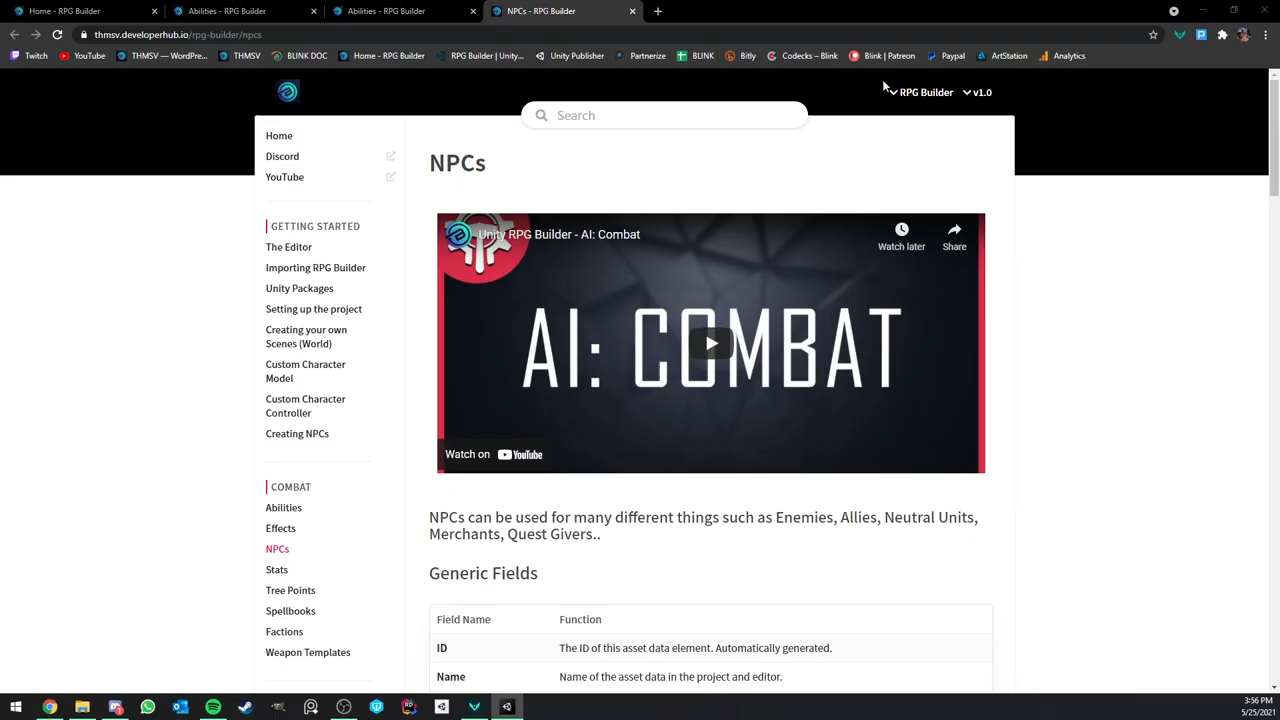 Home - RPG Builder
Abilities - RPG Builder
Abilities - RPG Builder
NPCs - RPG Builder
thmsv.developerhub.io/rpg-builder/npcs
Twitch
YouTube
THMSV — WordPre...
THMSV
BLINK DOC
Home - RPG Builder
RPG Builder | Unity...
Unity Publisher
Partnerize
BLINK
Bitly
Codecks – Blink
Blink | Patreon
Paypal
ArtStation
Analytics
RPG Builder
v1.0
Search
Home
Discord
YouTube
GETTING STARTED
The Editor
Importing RPG Builder
Unity Packages
Setting up the project
Creating your own
Scenes (World)
Custom Character
Model
Custom Character
Controller
Creating NPCs
COMBAT
Abilities
Effects
NPCs
Stats
Tree Points
Spellbooks
Factions
Weapon Templates
NPCs
Unity RPG Builder - AI: Combat
Watch later
Share
AI: COMBAT
Watch on YouTube
NPCs can be used for many different things such as Enemies, Allies, Neutral Units,
Merchants, Quest Givers..
Generic Fields
Field Name Function
ID The ID of this asset data element. Automatically generated.
Name Name of the asset data in the project and editor.
3:56 PM
5/25/2021